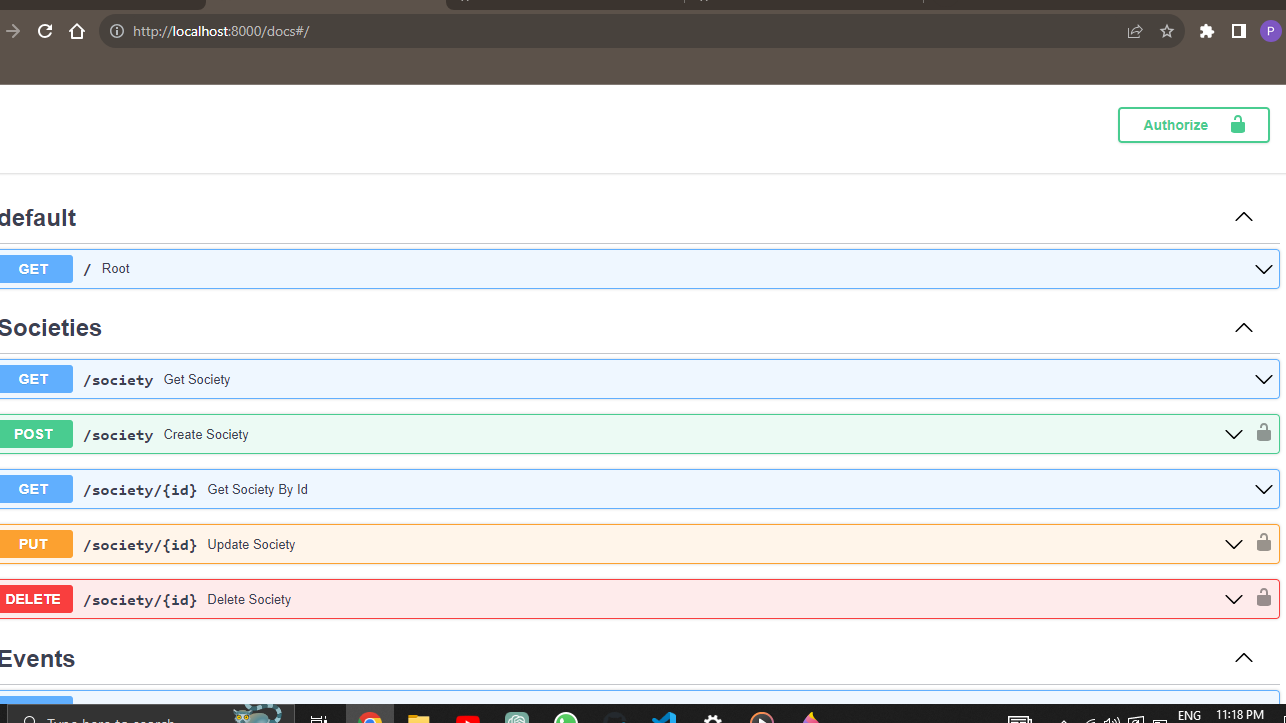 http://localhost:8000/docs#/
P
Authorize
default
GET / Root
Societies
GET /society Get Society
POST /society Create Society
GET /society/{id} Get Society By Id
PUT /society/{id} Update Society
DELETE /society/{id} Delete Society
Events
Type here to search
ENG 11:18 PM